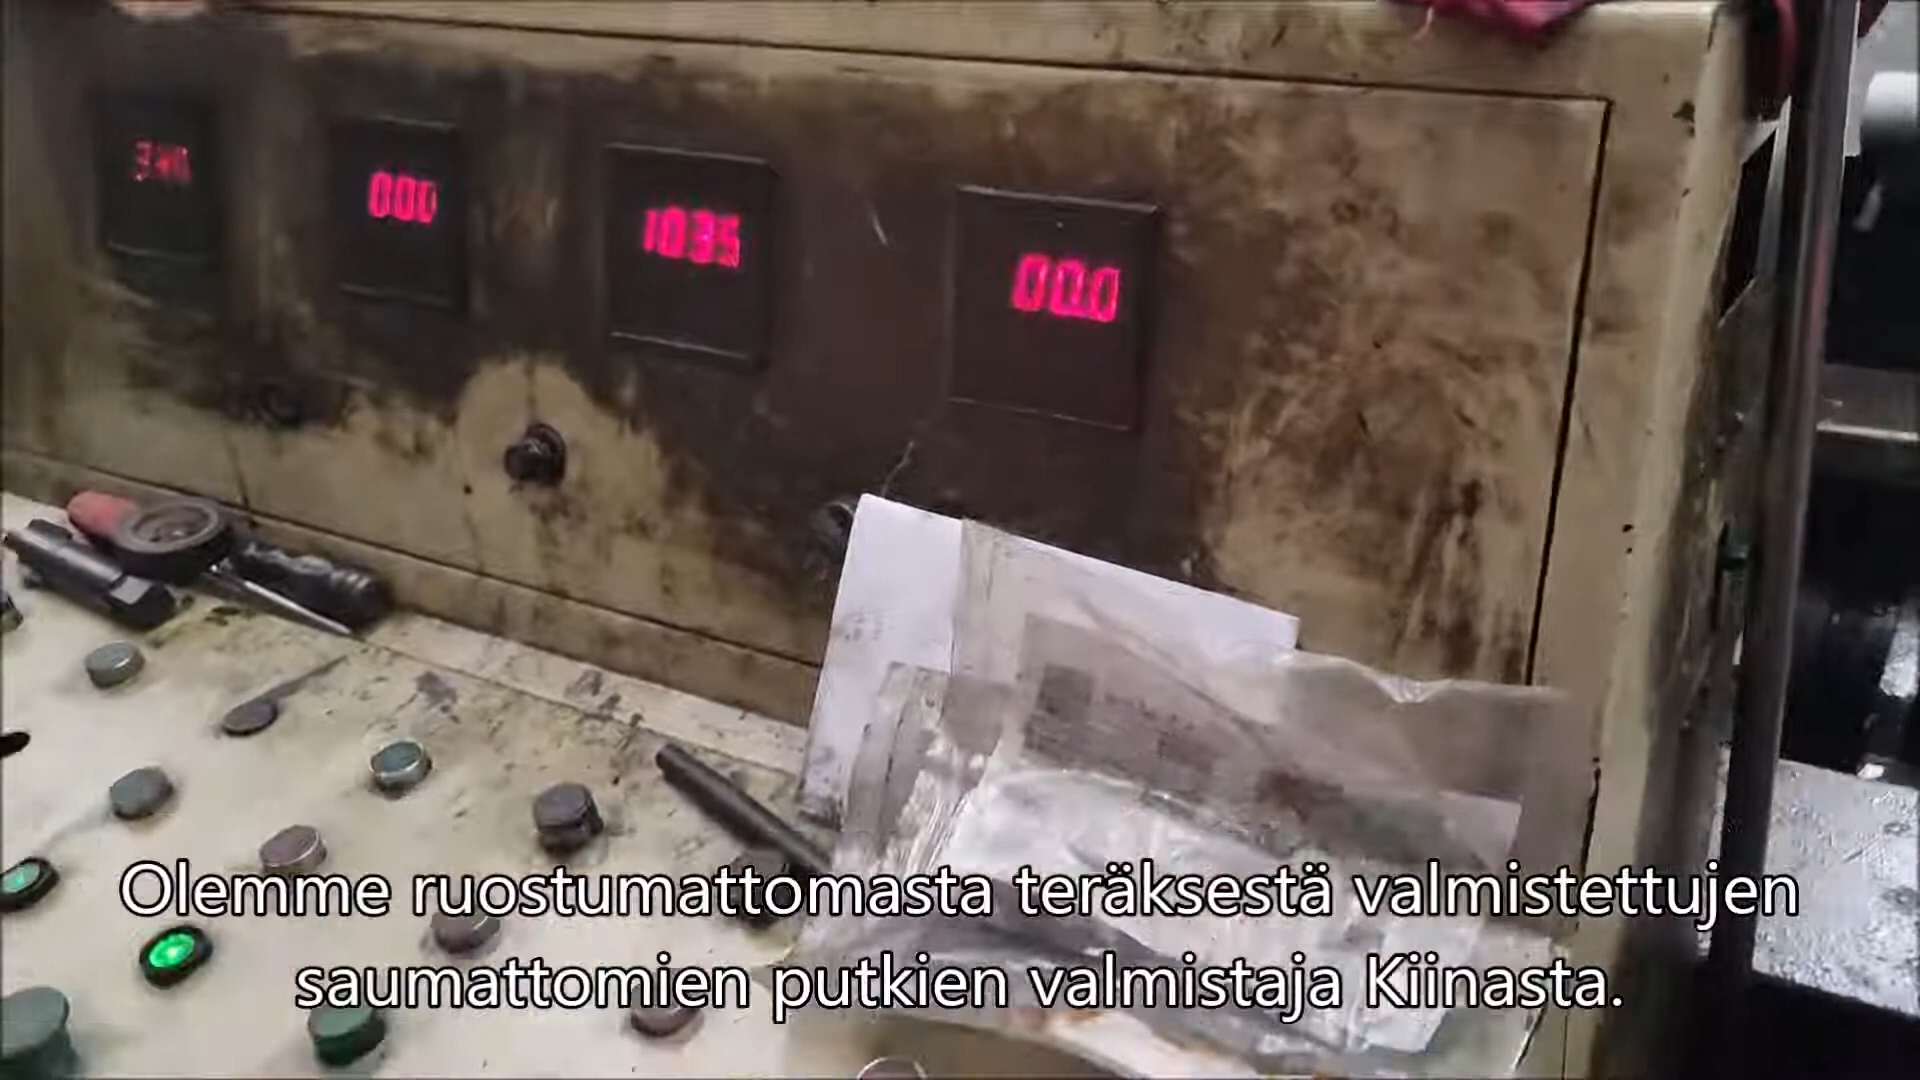 000
1035
00.0
Olemme ruostumattomasta teräksestä valmistettujen
saumattomien putkien valmistaja Kiinasta.